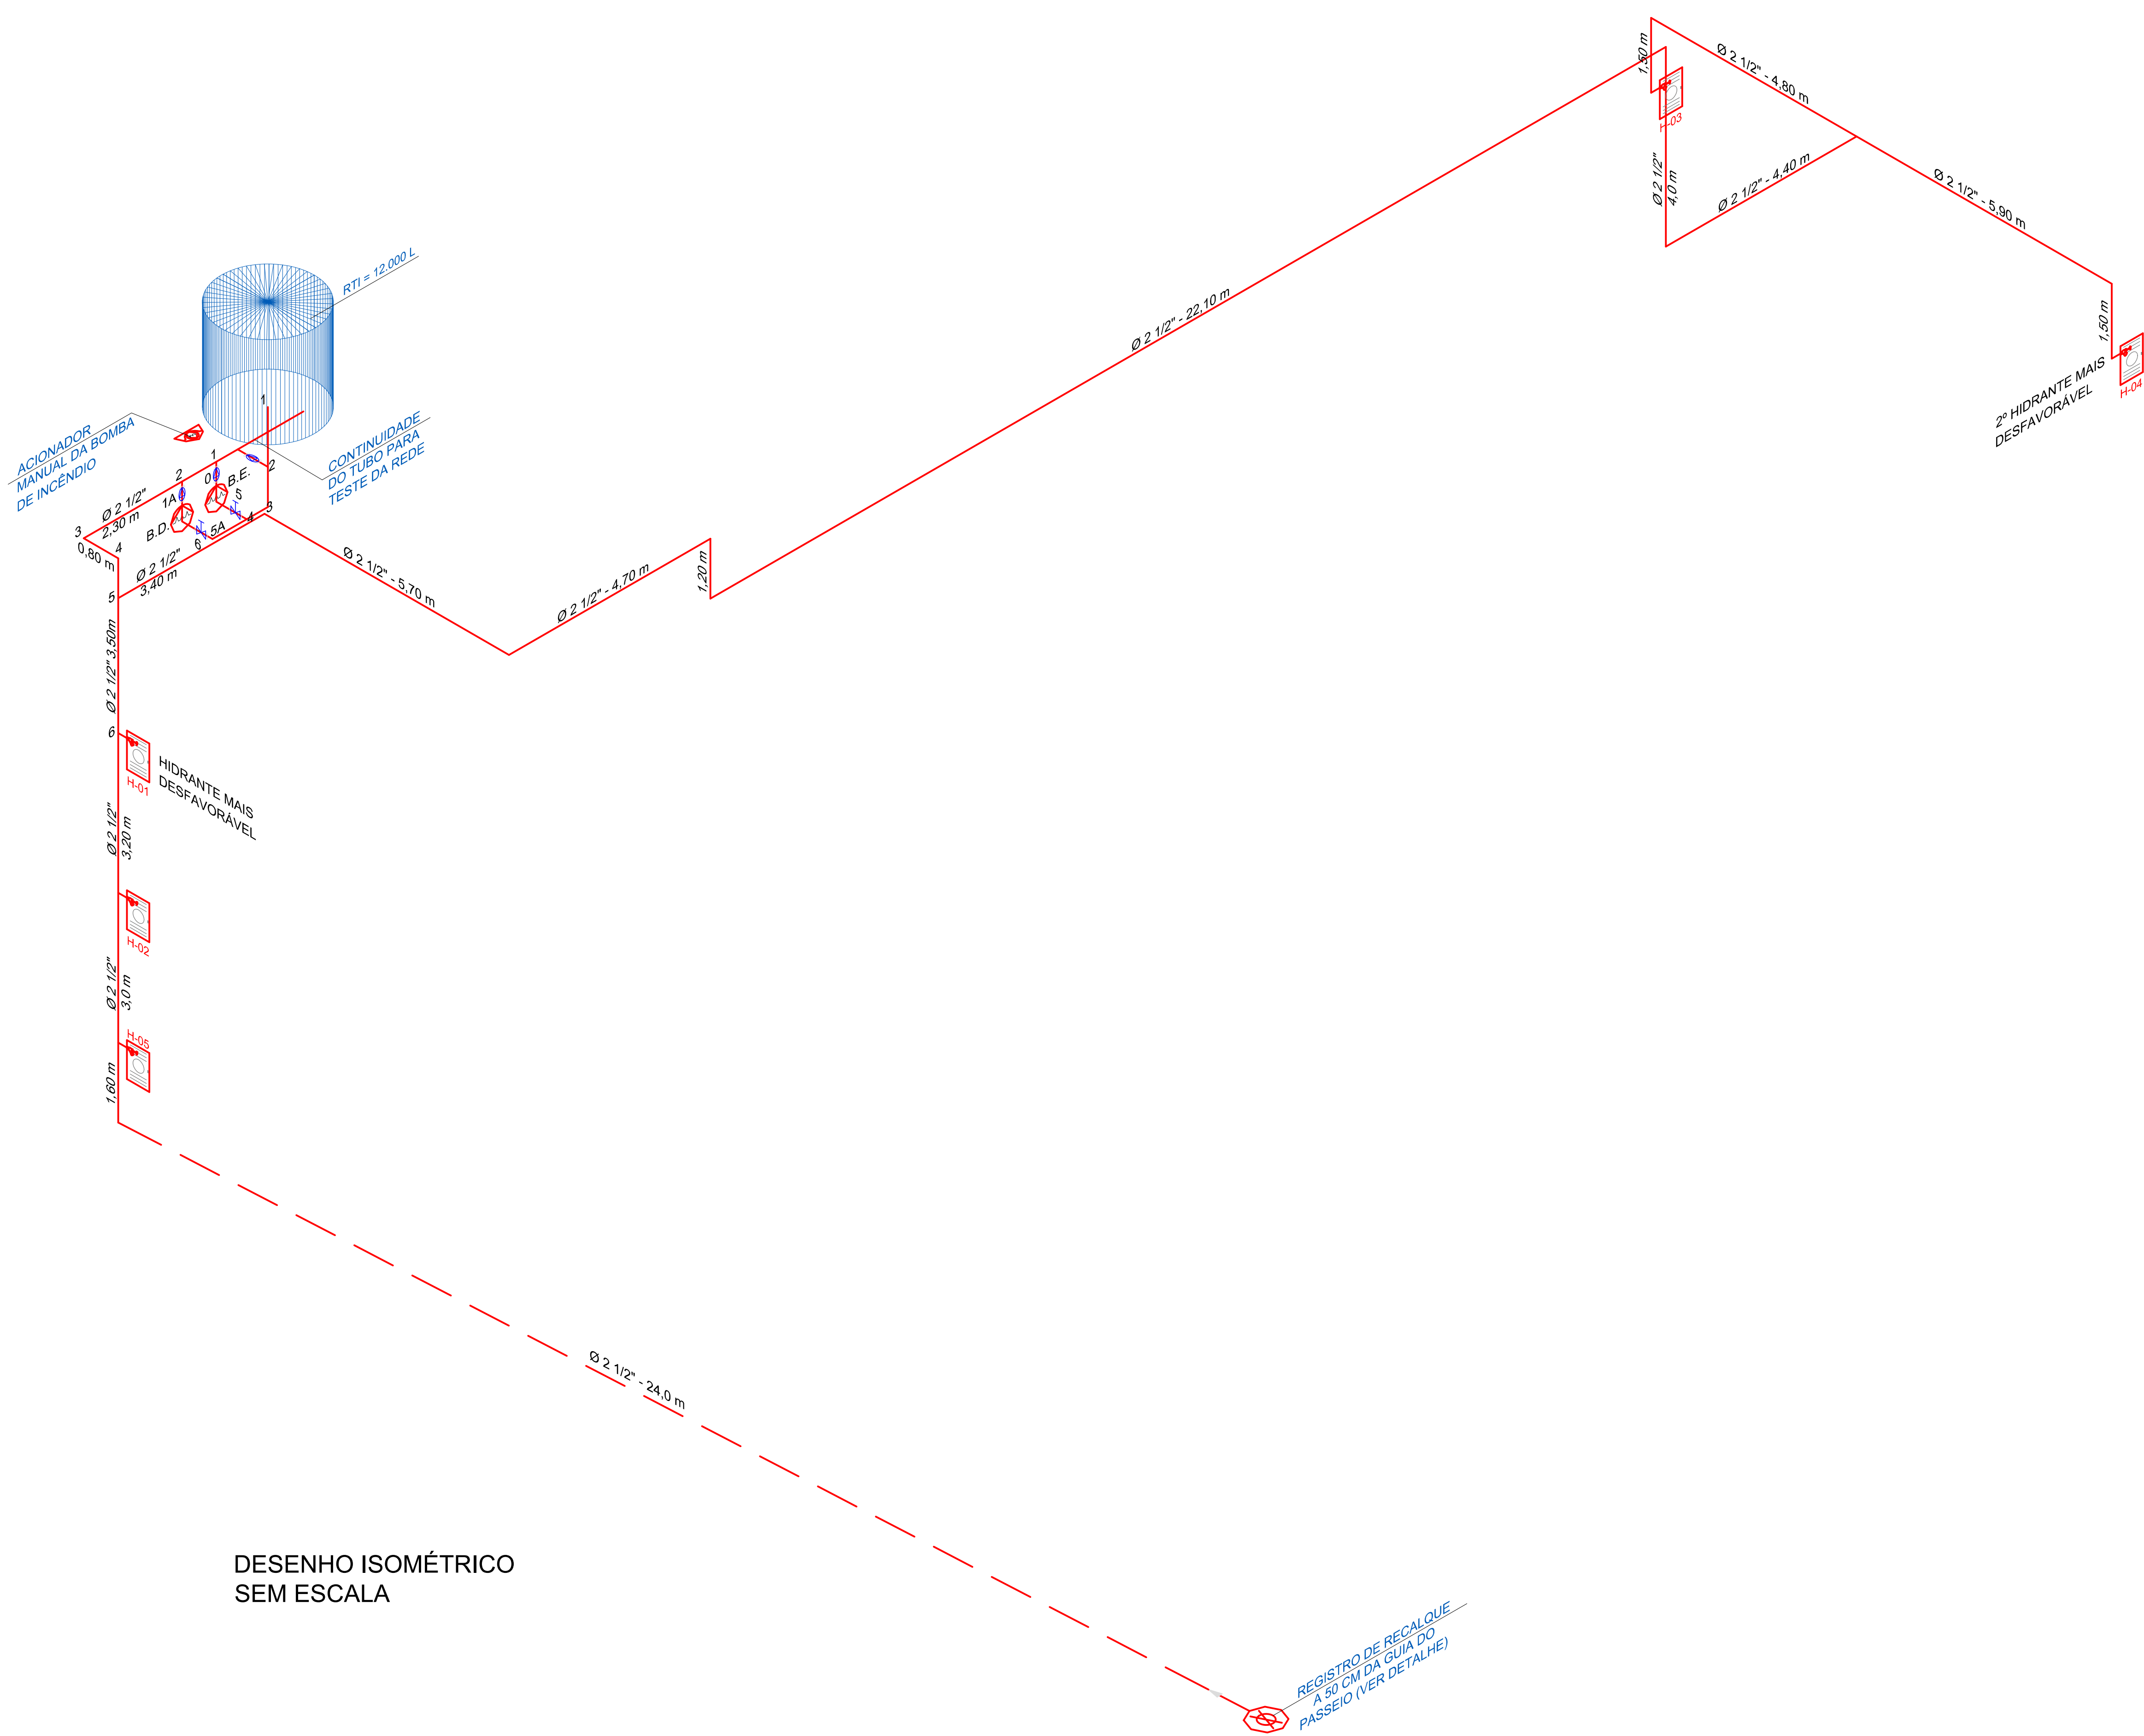 1,50 m
Ø 2 1/2" - 4,80 m
H-03
Ø 2 1/2"
4,0 m
Ø 2 1/2" - 4,40 m
Ø 2 1/2" - 5,90 m
1,50 m
H-04
2º HIDRANTE MAIS
DESFAVORÁVEL
Ø 2 1/2" - 22,10 m
RTI = 12.000 L
ACIONADOR
MANUAL DA BOMBA
DE INCÊNDIO
CONTINUIDADE
DO TUBO PARA
TESTE DA REDE
1
2
3
1
2
0
B.E.
1A
5
B.D.
4
5A
6
Ø 2 1/2"
2,30 m
3
0,80 m
4
Ø 2 1/2"
3,40 m
5
Ø 2 1/2" - 5,70 m
Ø 2 1/2" - 4,70 m
1,20 m
Ø 2 1/2" 3,50m
6
H-01
HIDRANTE MAIS
DESFAVORÁVEL
Ø 2 1/2"
3,20 m
H-02
Ø 2 1/2"
3,0 m
H-05
1,60 m
Ø 2 1/2" - 24,0 m
DESENHO ISOMÉTRICO
SEM ESCALA
REGISTRO DE RECALQUE
A 50 CM DA GUIA DO
PASSEIO (VER DETALHE)